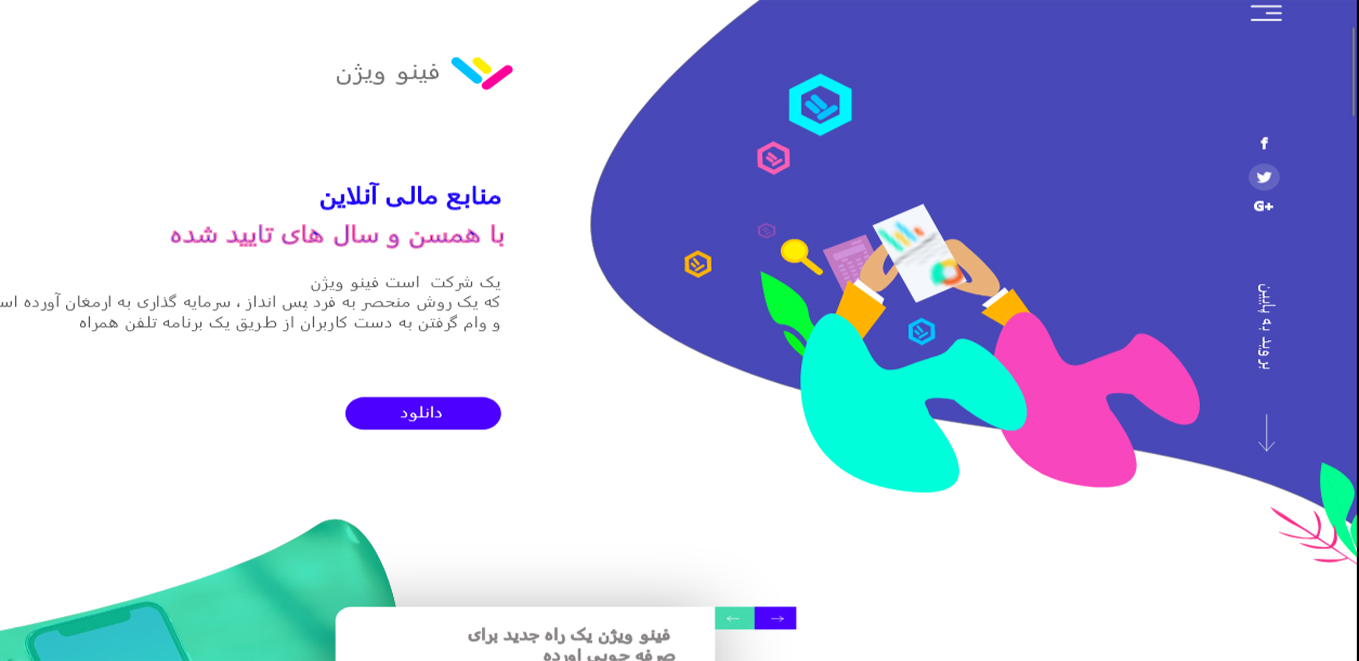 فینو ویژن
منابع مالی آنلاین
با همسن و سال های تایید شده
یک شرکت است فینو ویژن
که یک روش منحصر به فرد پس انداز ، سرمایه گذاری به ارمغان آورده اس
و وام گرفتن به دست کاربران از طریق یک برنامه تلفن همراه
دانلود
G+
بروید به پایین
فینو ویژن یک راه جدید برای
صرفه جویی اورده